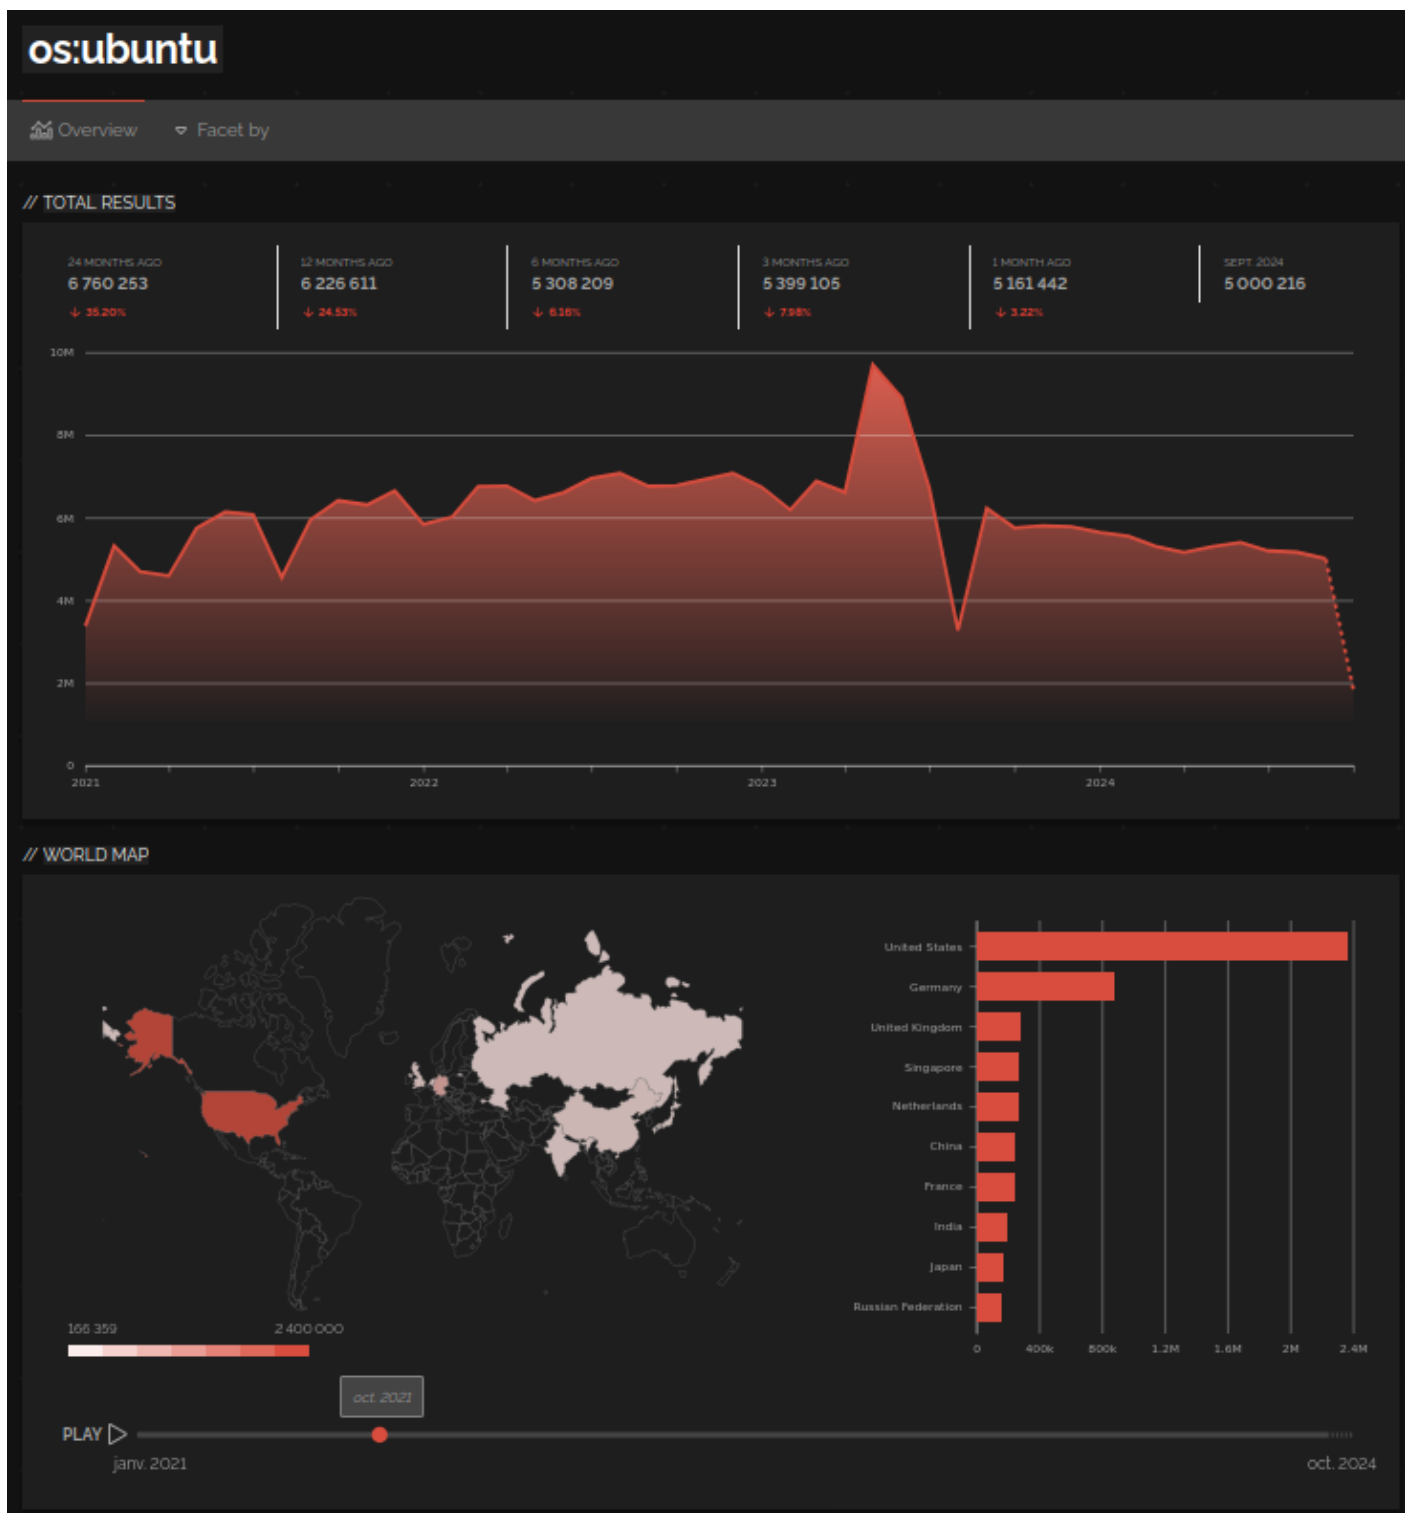 os:ubuntu
Overview
Facet by
// TOTAL RESULTS
24 MONTHS AGO
6 760 253
↓ 35.20%
12 MONTHS AGO
6 226 611
↓ 24.53%
6 MONTHS AGO
5 308 209
↓ 6.16%
3 MONTHS AGO
5 399 105
↓ 7.98%
1 MONTH AGO
5 161 442
↓ 3.22%
SEPT. 2024
5 000 216
10M
8M
6M
4M
2M
0
2021
2022
2023
2024
// WORLD MAP
United States
Germany
United Kingdom
Singapore
Netherlands
China
France
India
Japan
Russian Federation
0
400k
800k
1.2M
1.6M
2M
2.4M
166 359
2 400 000
oct. 2021
PLAY
janv. 2021
oct. 2024